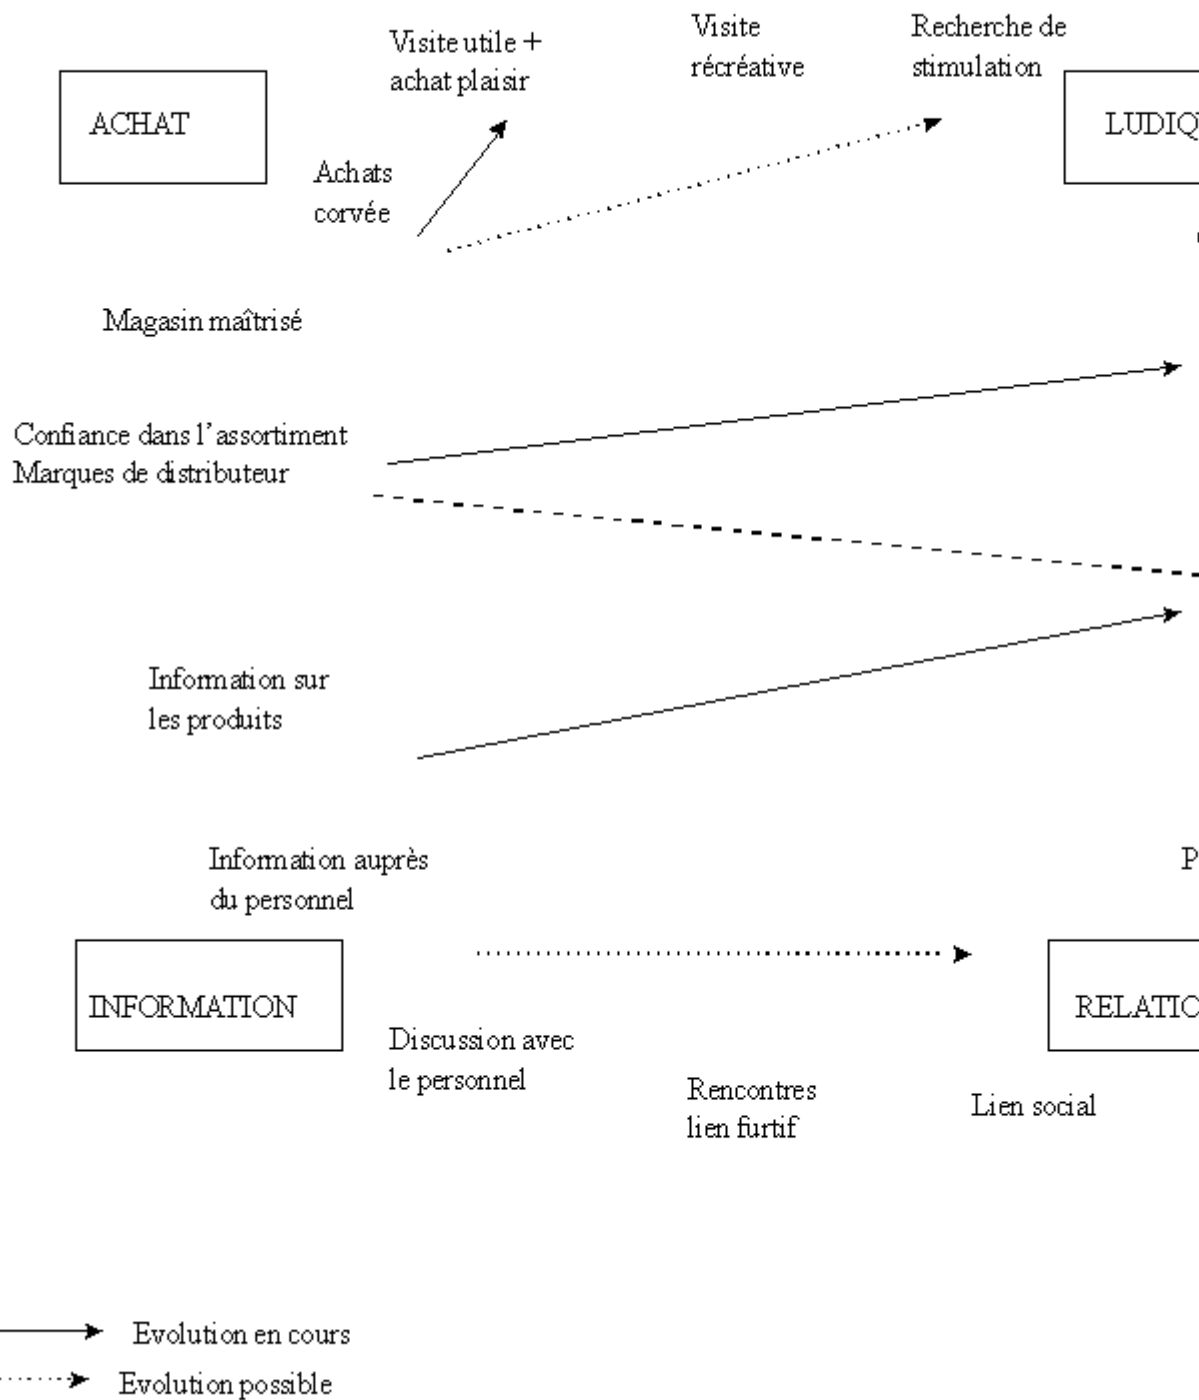 Visite utile +
achat plaisir
Visite
récréative
Recherche de
stimulation
ACHAT
LUDIQ
Achats
corvée
Magasin maîtrisé
Confiance dans l'assortiment
Marques de distributeur
Information sur
les produits
Information auprès
du personnel
P
INFORMATION
RELATIO
Discussion avec
le personnel
Rencontres
lien furtif
Lien social
Evolution en cours
Evolution possible